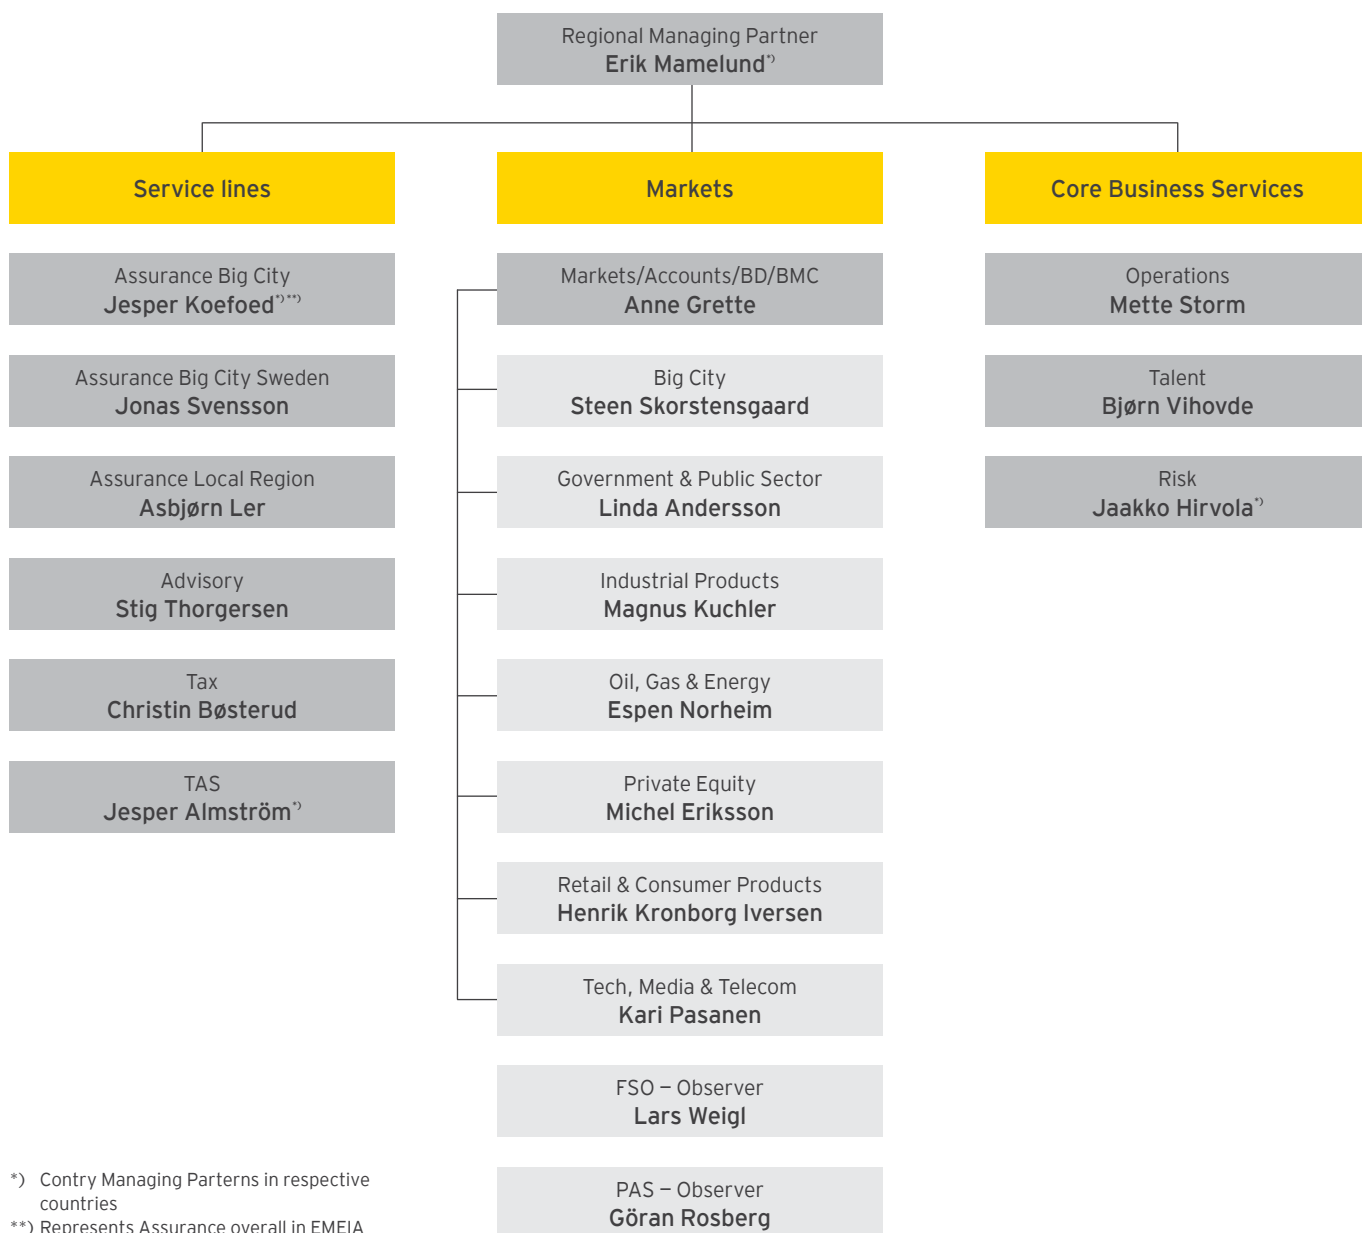 Regional Managing Partner
Erik Mamelund*)
Service lines
Markets
Core Business Services
Assurance Big City
Jesper Koefoed*) **)
Assurance Big City Sweden
Jonas Svensson
Assurance Local Region
Asbjørn Ler
Advisory
Stig Thorgersen
Tax
Christin Bøsterud
TAS
Jesper Almström*)
Markets/Accounts/BD/BMC
Anne Grette
Big City
Steen Skorstensgaard
Government & Public Sector
Linda Andersson
Industrial Products
Magnus Kuchler
Oil, Gas & Energy
Espen Norheim
Private Equity
Michel Eriksson
Retail & Consumer Products
Henrik Kronborg Iversen
Tech, Media & Telecom
Kari Pasanen
FSO – Observer
Lars Weigl
PAS – Observer
Göran Rosberg
Operations
Mette Storm
Talent
Bjørn Vihovde
Risk
Jaakko Hirvola*)
*) Contry Managing Parterns in respective
countries
**) Represents Assurance overall in EMEIA